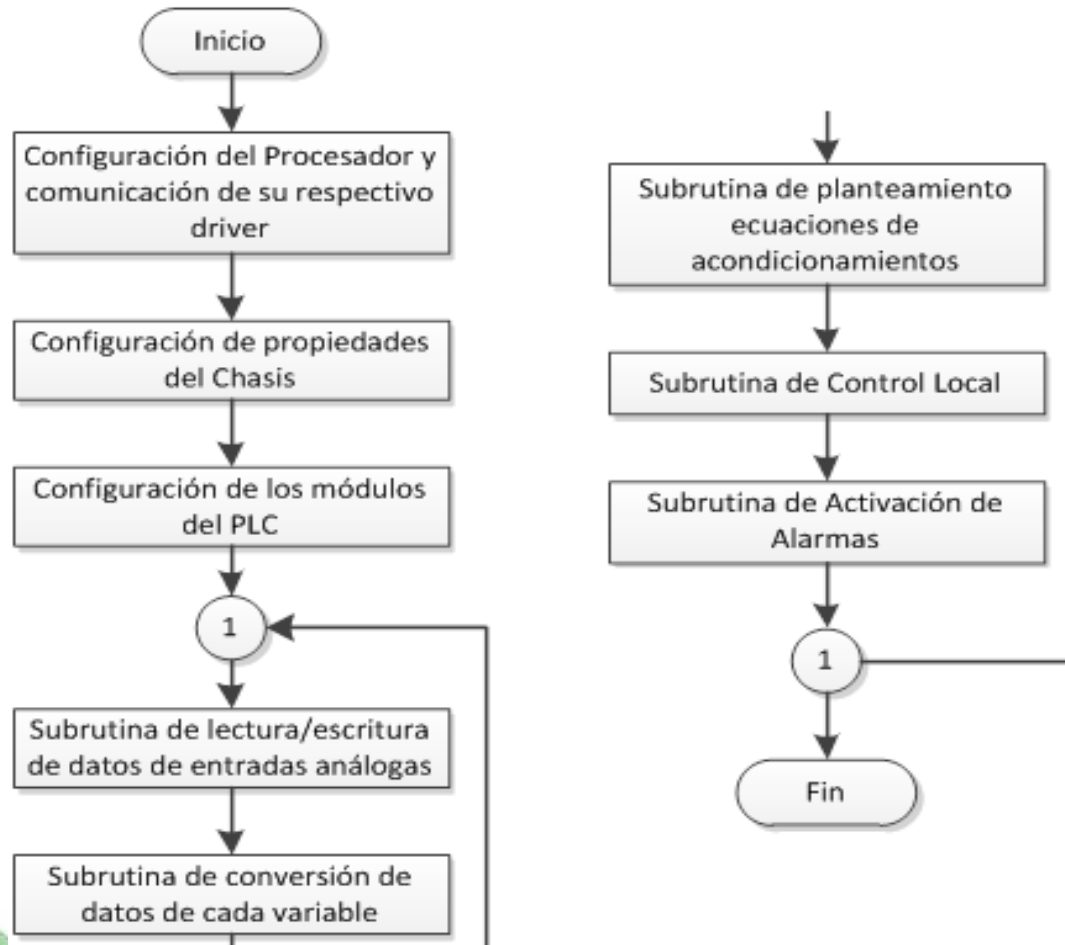 Inicio
Configuración del Procesador y
comunicación de su respectivo
driver
Configuración de propiedades
del Chasis
Configuración de los módulos
del PLC
1
Subrutina de lectura/escritura
de datos de entradas análogas
Subrutina de conversión de
datos de cada variable
Subrutina de planteamiento
ecuaciones de
acondicionamientos
Subrutina de Control Local
Subrutina de Activación de
Alarmas
1
Fin